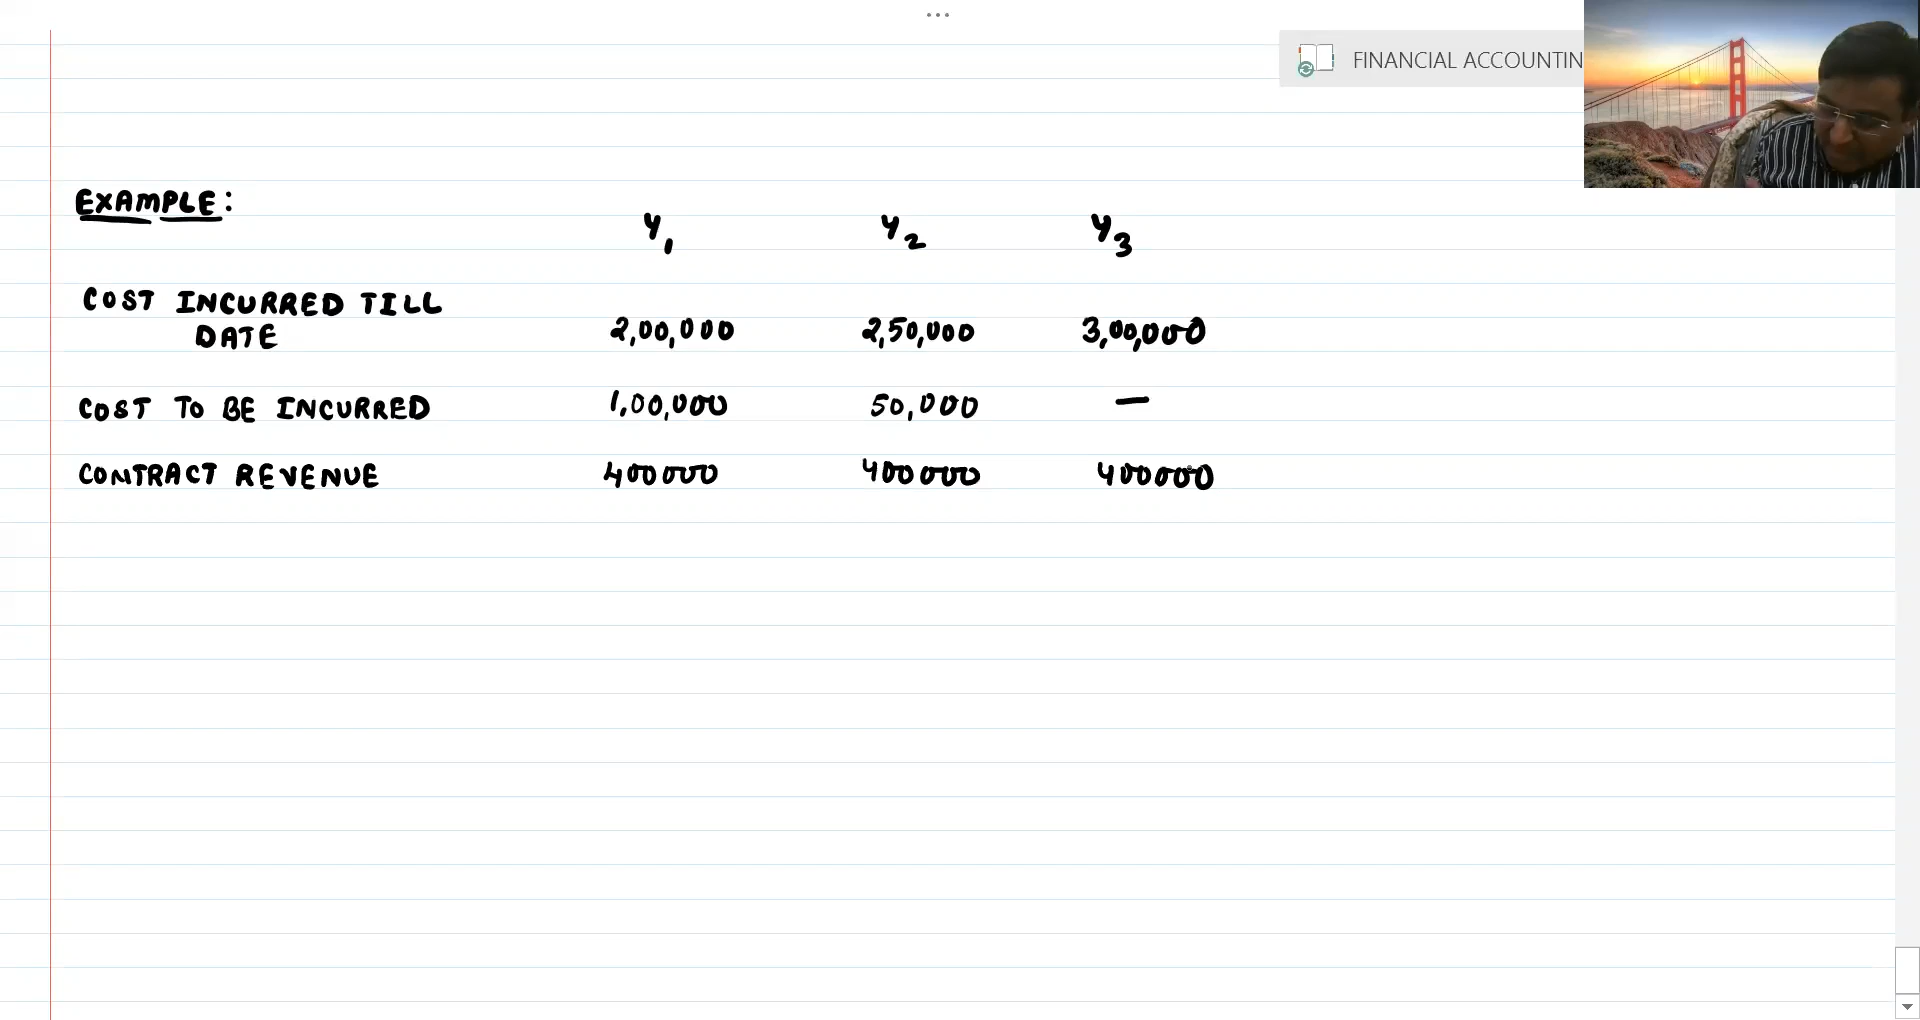 FINANCIAL ACCOUNTIN
EXAMPLE:
Y1 Y2 Y3
COST INCURRED TILL
DATE 2,00,000 2,50,000 3,00,000
COST TO BE INCURRED 1,00,000 50,000 —
CONTRACT REVENUE 400000 400000 400000